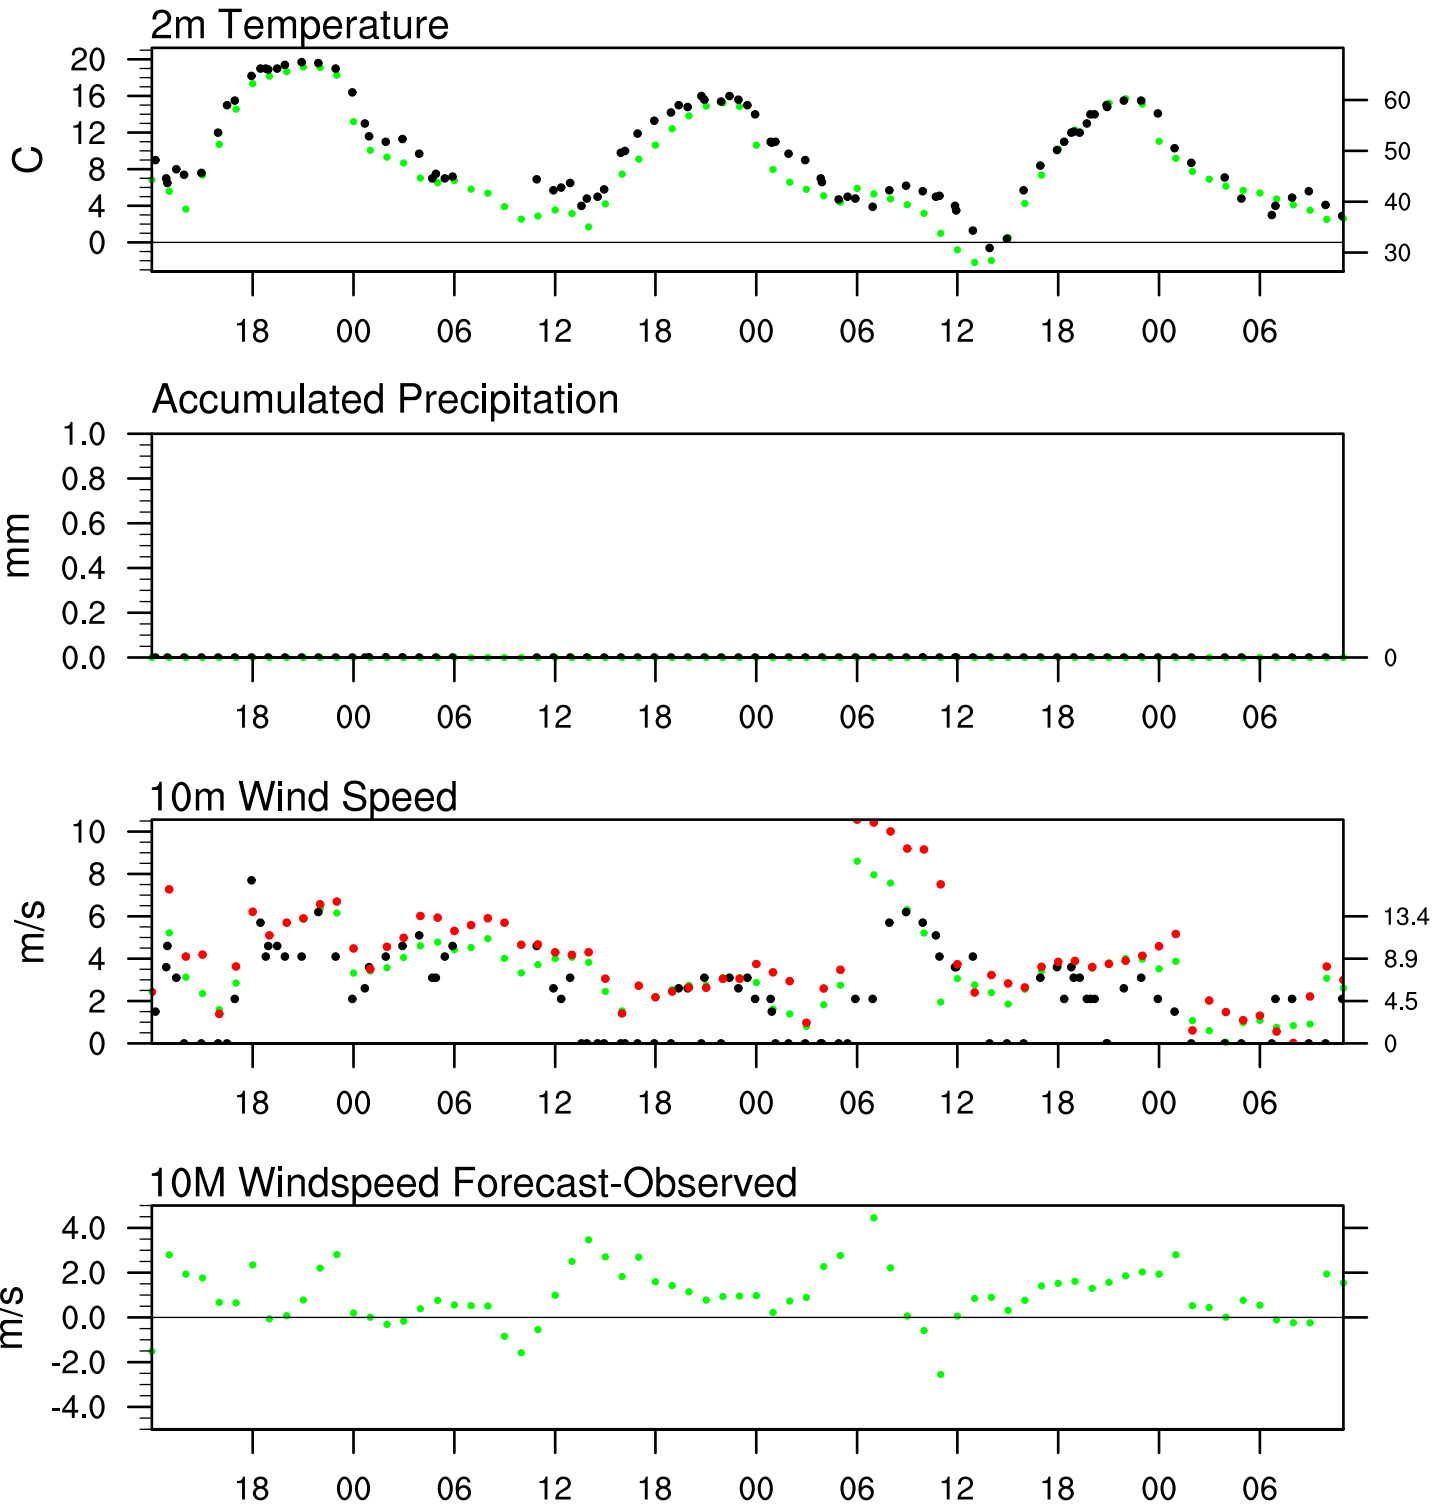 2m Temperature
20
16
12
8
4
0
C
60
50
40
30
18 00 06 12 18 00 06 12 18 00 06
Accumulated Precipitation
1.0
0.8
0.6
0.4
0.2
0.0
mm
0
18 00 06 12 18 00 06 12 18 00 06
10m Wind Speed
10
8
6
4
2
0
m/s
13.4
8.9
4.5
0
18 00 06 12 18 00 06 12 18 00 06
10M Windspeed Forecast-Observed
4.0
2.0
0.0
-2.0
-4.0
m/s
18 00 06 12 18 00 06 12 18 00 06